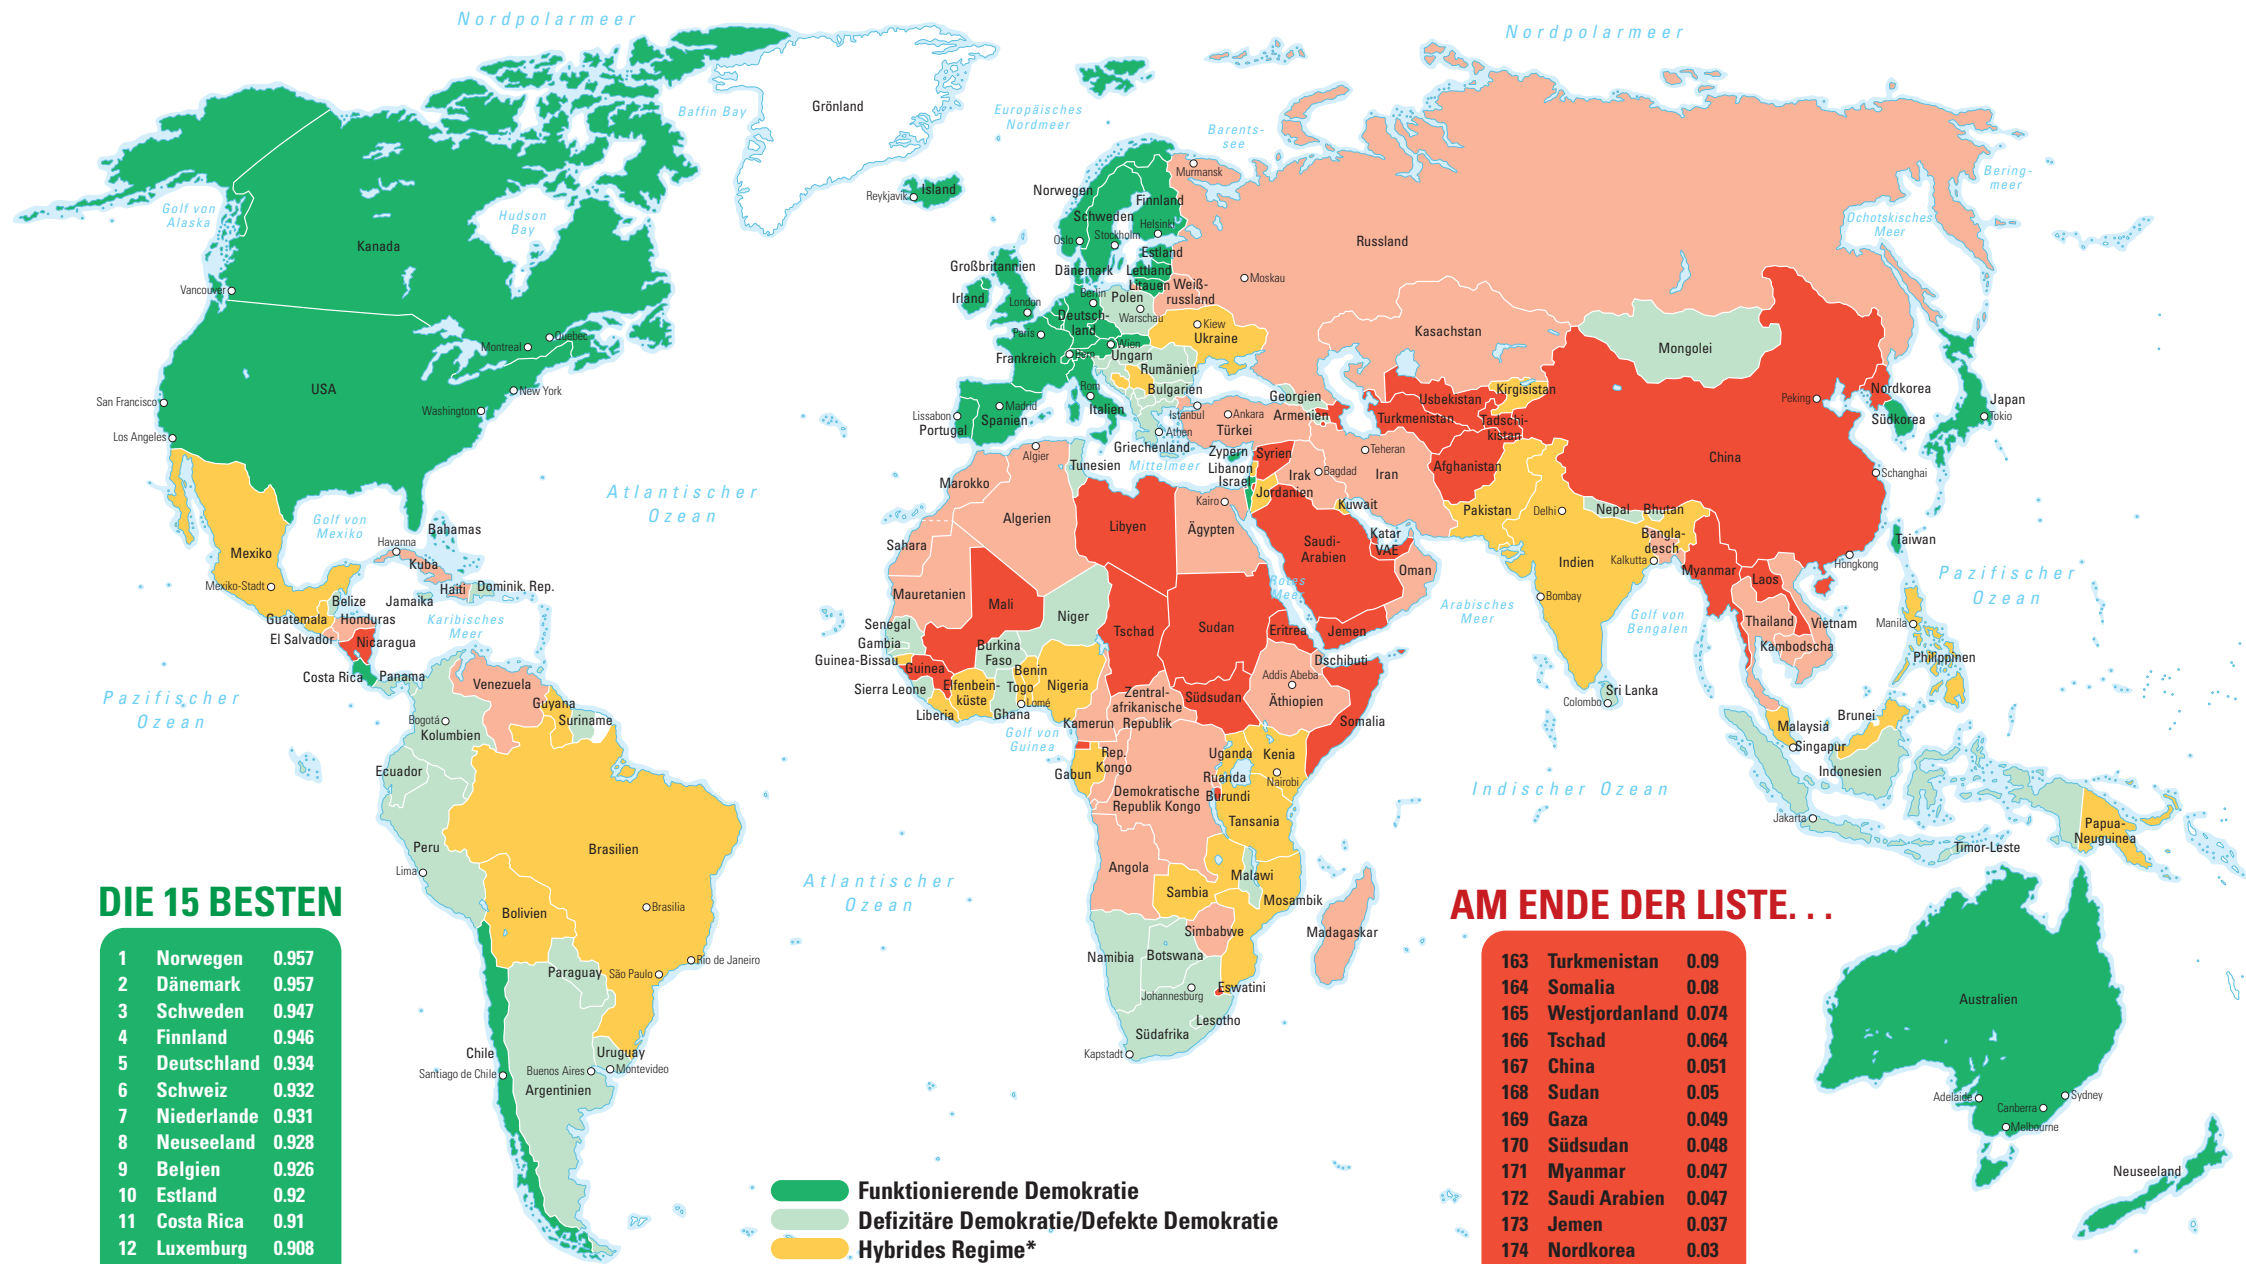 Nordpolarmeer
Nordpolarmeer
Grönland
Baffin Bay
Europäisches
Nordmeer
Barents-
see
Bering-
meer
Ochotskisches
Meer
Golf von
Alaska
Hudson
Bay
Kanada
Vancouver
USA
Montreal
Quebec
New York
Washington
San Francisco
Los Angeles
Reykjavik
Island
Norwegen
Schweden
Finnland
Oslo
Stockholm
Helsinki
Murmansk
Estland
Lettland
Litauen
Dänemark
Großbritannien
Irland
London
Berlin
Polen
Warschau
Weiß-
russland
Deutsch-
land
Paris
Frankreich
Bern
Wien
Ungarn
Rumänien
Bulgarien
Kiew
Ukraine
Moskau
Russland
Kasachstan
Mongolei
Rom
Italien
Madrid
Spanien
Lissabon
Portugal
Istanbul
Ankara
Türkei
Athen
Griechenland
Georgien
Armenien
Usbekistan
Turkmenistan
Kirgisistan
Tadschi-
kistan
Peking
Nordkorea
Südkorea
Japan
Tokio
China
Schanghai
Zypern
Libanon
Israel
Syrien
Irak
Bagdad
Teheran
Iran
Afghanistan
Jordanien
Kuwait
Pakistan
Delhi
Nepal
Bhutan
Bangla-
desch
Kalkutta
Indien
Bombay
Taiwan
Hongkong
Myanmar
Laos
Thailand
Vietnam
Kambodscha
Manila
Philippinen
Algier
Tunesien
Mittelmeer
Marokko
Algerien
Libyen
Kairo
Ägypten
Sahara
Mauretanien
Mali
Niger
Tschad
Sudan
Eritrea
Jemen
Saudi-
Arabien
Katar
VAE
Oman
Rotes
Meer
Arabisches
Meer
Golf von
Bengalen
Atlantischer
Ozean
Pazifischer
Ozean
Golf von
Mexiko
Bahamas
Havanna
Kuba
Mexiko
Mexiko-Stadt
Belize
Jamaika
Haiti
Dominik. Rep.
Karibisches
Meer
Guatemala
Honduras
El Salvador
Nicaragua
Costa Rica
Panama
Venezuela
Guyana
Suriname
Bogotá
Kolumbien
Ecuador
Peru
Lima
Brasilien
Brasilia
Bolivien
Paraguay
São Paulo
Rio de Janeiro
Chile
Santiago de Chile
Uruguay
Montevideo
Buenos Aires
Argentinien
Pazifischer
Ozean
Atlantischer
Ozean
Indischer Ozean
Senegal
Gambia
Guinea-Bissau
Guinea
Sierra Leone
Liberia
Elfenbein-
küste
Burkina
Faso
Ghana
Togo
Benin
Lomé
Nigeria
Golf von
Guinea
Kamerun
Zentral-
afrikanische
Republik
Südsudan
Addis Abeba
Äthiopien
Dschibuti
Somalia
Gabun
Rep.
Kongo
Demokratische
Republik Kongo
Uganda
Kenia
Nairobi
Ruanda
Burundi
Tansania
Angola
Sambia
Malawi
Mosambik
Simbabwe
Madagaskar
Namibia
Botswana
Johannesburg
Eswatini
Lesotho
Südafrika
Kapstadt
Sri Lanka
Colombo
Malaysia
Brunei
Singapur
Indonesien
Jakarta
Timor-Leste
Papua-
Neuguinea
Australien
Adelaide
Canberra
Sydney
Melbourne
Neuseeland
DIE 15 BESTEN
1 Norwegen 0.957
2 Dänemark 0.957
3 Schweden 0.947
4 Finnland 0.946
5 Deutschland 0.934
6 Schweiz 0.932
7 Niederlande 0.931
8 Neuseeland 0.928
9 Belgien 0.926
10 Estland 0.92
11 Costa Rica 0.91
12 Luxemburg 0.908
Funktionierende Demokratie
Defizitäre Demokratie/Defekte Demokratie
Hybrides Regime*
AM ENDE DER LISTE. . .
163 Turkmenistan 0.09
164 Somalia 0.08
165 Westjordanland 0.074
166 Tschad 0.064
167 China 0.051
168 Sudan 0.05
169 Gaza 0.049
170 Südsudan 0.048
171 Myanmar 0.047
172 Saudi Arabien 0.047
173 Jemen 0.037
174 Nordkorea 0.03